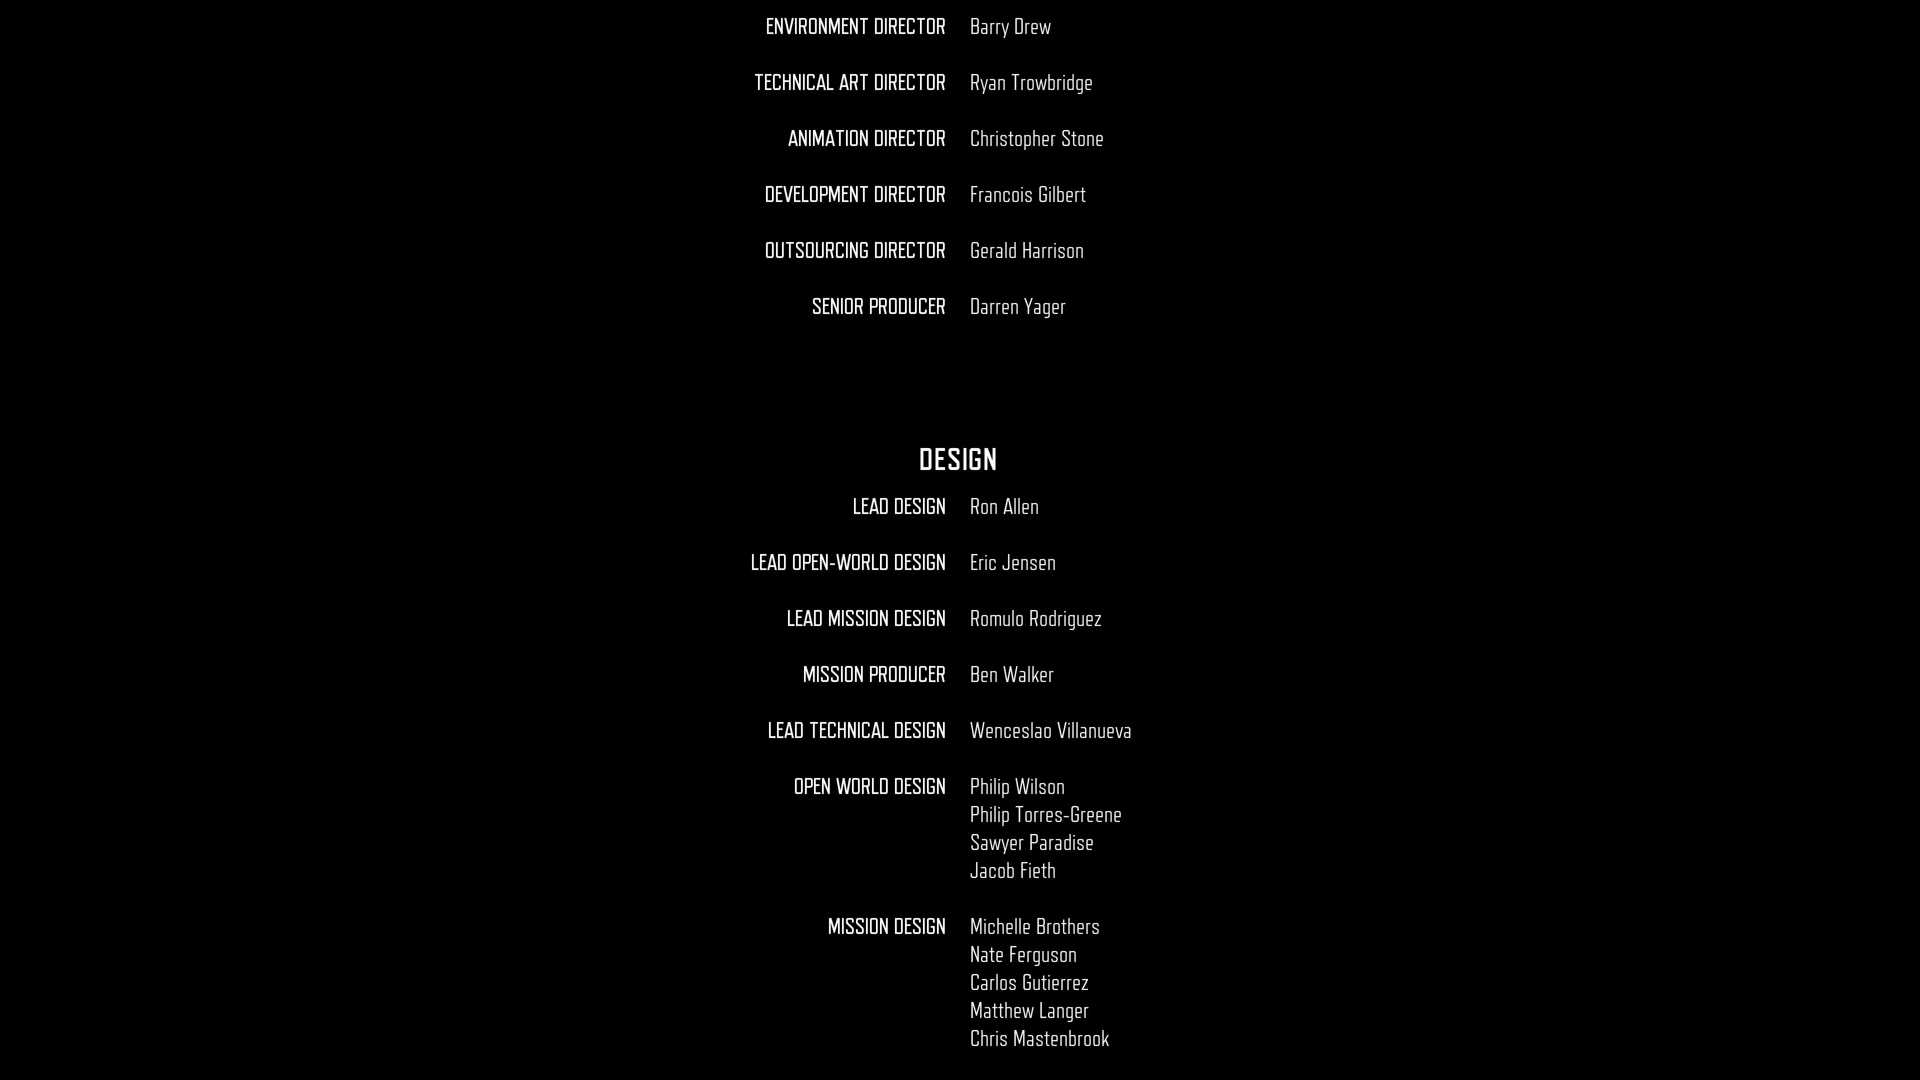 ENVIRONMENT DIRECTOR Barry Drew
TECHNICAL ART DIRECTOR Ryan Trowbridge
ANIMATION DIRECTOR Christopher Stone
DEVELOPMENT DIRECTOR Francois Gilbert
OUTSOURCING DIRECTOR Gerald Harrison
SENIOR PRODUCER Darren Yager
DESIGN
LEAD DESIGN Ron Allen
LEAD OPEN-WORLD DESIGN Eric Jensen
LEAD MISSION DESIGN Romulo Rodriguez
MISSION PRODUCER Ben Walker
LEAD TECHNICAL DESIGN Wenceslao Villanueva
OPEN WORLD DESIGN Philip Wilson
Philip Torres-Greene
Sawyer Paradise
Jacob Fieth
MISSION DESIGN Michelle Brothers
Nate Ferguson
Carlos Gutierrez
Matthew Langer
Chris Mastenbrook